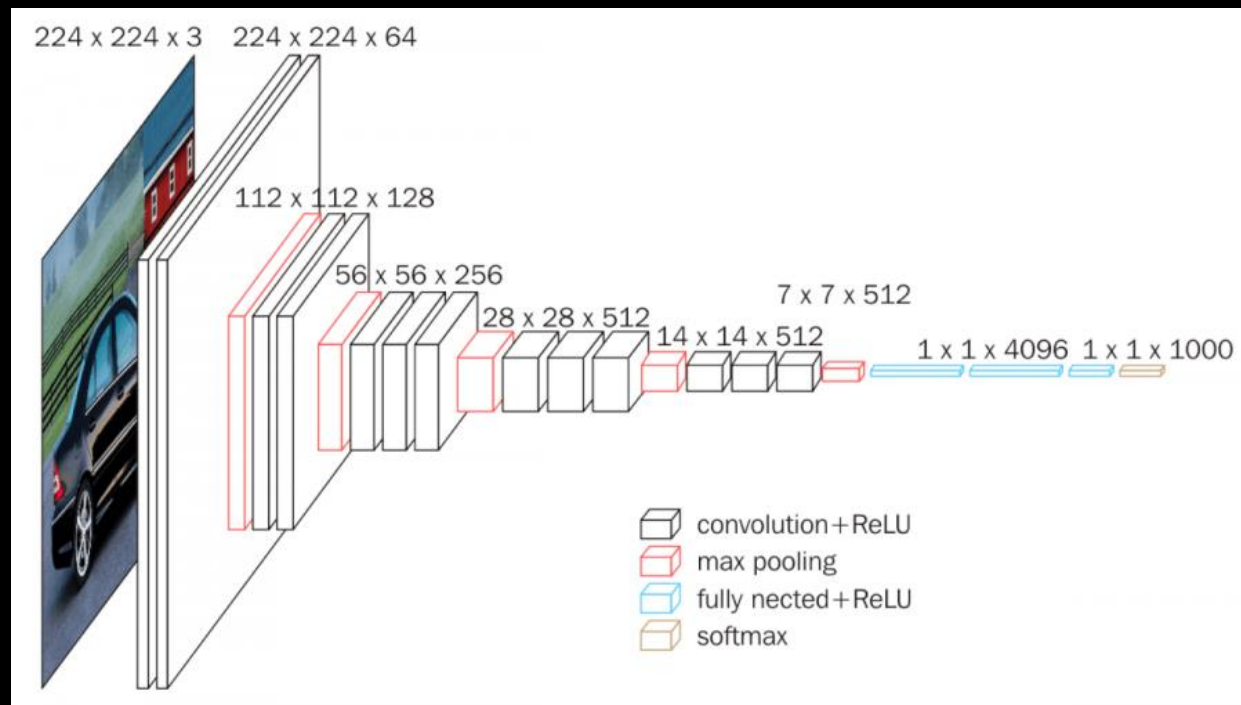 224 x 224 x 3
224 x 224 x 64
112 x 112 x 128
56 x 56 x 256
28 x 28 x 512
14 x 14 x 512
7 x 7 x 512
1 x 1 x 4096
1 x 1 x 1000
convolution+ReLU
max pooling
fully nected+ReLU
softmax